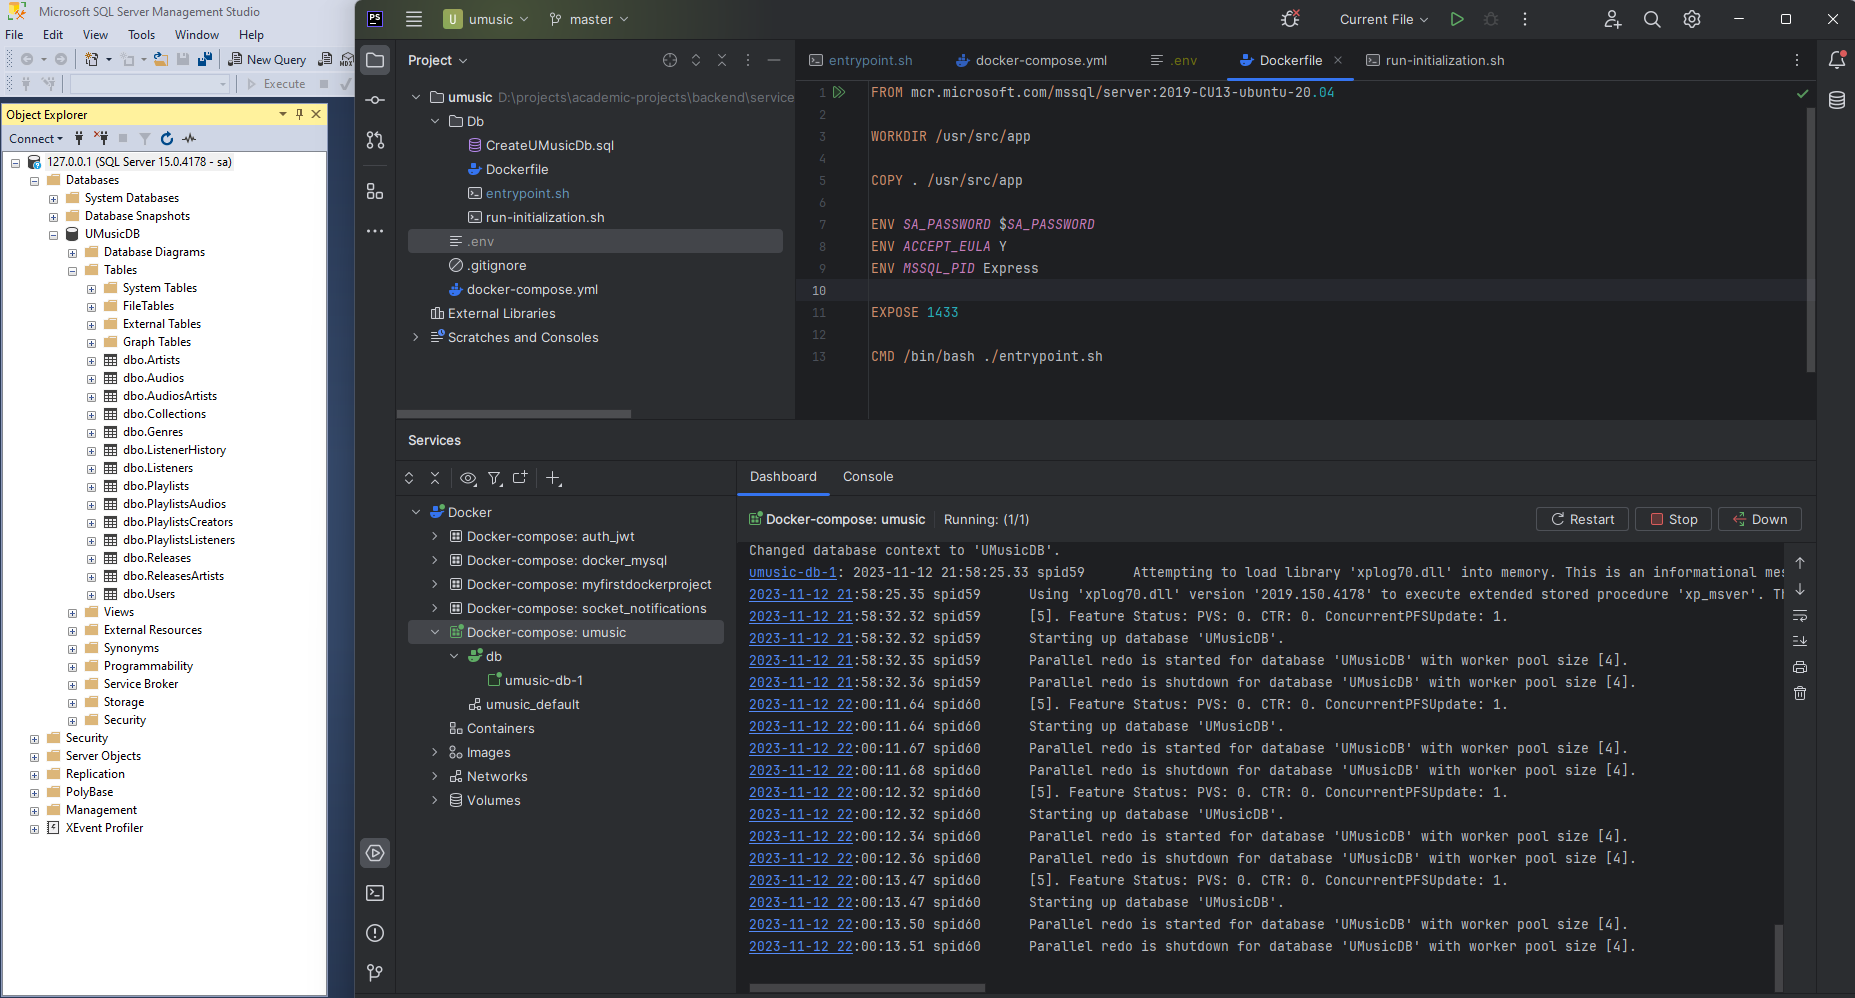 Microsoft SQL Server Management Studio
File Edit View Tools Window Help
New Query
MDX
Execute
Object Explorer
Connect
127.0.0.1 (SQL Server 15.0.4178 - sa)
Databases
System Databases
Database Snapshots
UMusicDB
Database Diagrams
Tables
System Tables
FileTables
External Tables
Graph Tables
dbo.Artists
dbo.Audios
dbo.AudiosArtists
dbo.Collections
dbo.Genres
dbo.ListenerHistory
dbo.Listeners
dbo.Playlists
dbo.PlaylistsAudios
dbo.PlaylistsCreators
dbo.PlaylistsListeners
dbo.Releases
dbo.ReleasesArtists
dbo.Users
Views
External Resources
Synonyms
Programmability
Service Broker
Storage
Security
Security
Server Objects
Replication
PolyBase
Management
XEvent Profiler
PS U umusic master Current File
Project
umusic D:\projects\academic-projects\backend\service
Db
CreateUMusicDb.sql
Dockerfile
entrypoint.sh
run-initialization.sh
.env
.gitignore
docker-compose.yml
External Libraries
Scratches and Consoles
entrypoint.sh docker-compose.yml .env Dockerfile run-initialization.sh
1 FROM mcr.microsoft.com/mssql/server:2019-CU13-ubuntu-20.04
2
3 WORKDIR /usr/src/app
4
5 COPY . /usr/src/app
6
7 ENV SA_PASSWORD $SA_PASSWORD
8 ENV ACCEPT_EULA Y
9 ENV MSSQL_PID Express
10
11 EXPOSE 1433
12
13 CMD /bin/bash ./entrypoint.sh
Services
Docker
Docker-compose: auth_jwt
Docker-compose: docker_mysql
Docker-compose: myfirstdockerproject
Docker-compose: socket_notifications
Docker-compose: umusic
db
umusic-db-1
umusic_default
Containers
Images
Networks
Volumes
Dashboard Console
Docker-compose: umusic Running: (1/1) Restart Stop Down
Changed database context to 'UMusicDB'.
umusic-db-1: 2023-11-12 21:58:25.33 spid59 Attempting to load library 'xplog70.dll' into memory. This is an informational mes
2023-11-12 21:58:25.35 spid59 Using 'xplog70.dll' version '2019.150.4178' to execute extended stored procedure 'xp_msver'. Th
2023-11-12 21:58:32.32 spid59 [5]. Feature Status: PVS: 0. CTR: 0. ConcurrentPFSUpdate: 1.
2023-11-12 21:58:32.32 spid59 Starting up database 'UMusicDB'.
2023-11-12 21:58:32.35 spid59 Parallel redo is started for database 'UMusicDB' with worker pool size [4].
2023-11-12 21:58:32.36 spid59 Parallel redo is shutdown for database 'UMusicDB' with worker pool size [4].
2023-11-12 22:00:11.64 spid60 [5]. Feature Status: PVS: 0. CTR: 0. ConcurrentPFSUpdate: 1.
2023-11-12 22:00:11.64 spid60 Starting up database 'UMusicDB'.
2023-11-12 22:00:11.67 spid60 Parallel redo is started for database 'UMusicDB' with worker pool size [4].
2023-11-12 22:00:11.68 spid60 Parallel redo is shutdown for database 'UMusicDB' with worker pool size [4].
2023-11-12 22:00:12.32 spid60 [5]. Feature Status: PVS: 0. CTR: 0. ConcurrentPFSUpdate: 1.
2023-11-12 22:00:12.32 spid60 Starting up database 'UMusicDB'.
2023-11-12 22:00:12.34 spid60 Parallel redo is started for database 'UMusicDB' with worker pool size [4].
2023-11-12 22:00:12.36 spid60 Parallel redo is shutdown for database 'UMusicDB' with worker pool size [4].
2023-11-12 22:00:13.47 spid60 [5]. Feature Status: PVS: 0. CTR: 0. ConcurrentPFSUpdate: 1.
2023-11-12 22:00:13.47 spid60 Starting up database 'UMusicDB'.
2023-11-12 22:00:13.50 spid60 Parallel redo is started for database 'UMusicDB' with worker pool size [4].
2023-11-12 22:00:13.51 spid60 Parallel redo is shutdown for database 'UMusicDB' with worker pool size [4].